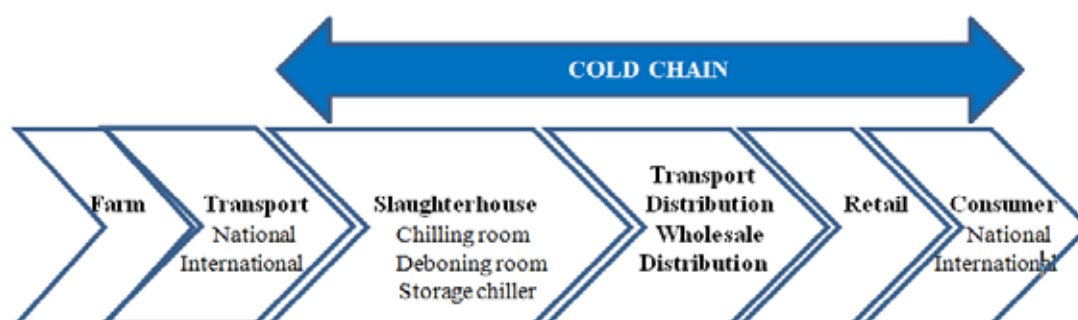 COLD CHAIN
Farm
Transport
National
International
Slaughterhouse
Chilling room
Deboning room
Storage chiller
Transport
Distribution
Wholesale
Distribution
Retail
Consumer
National
International